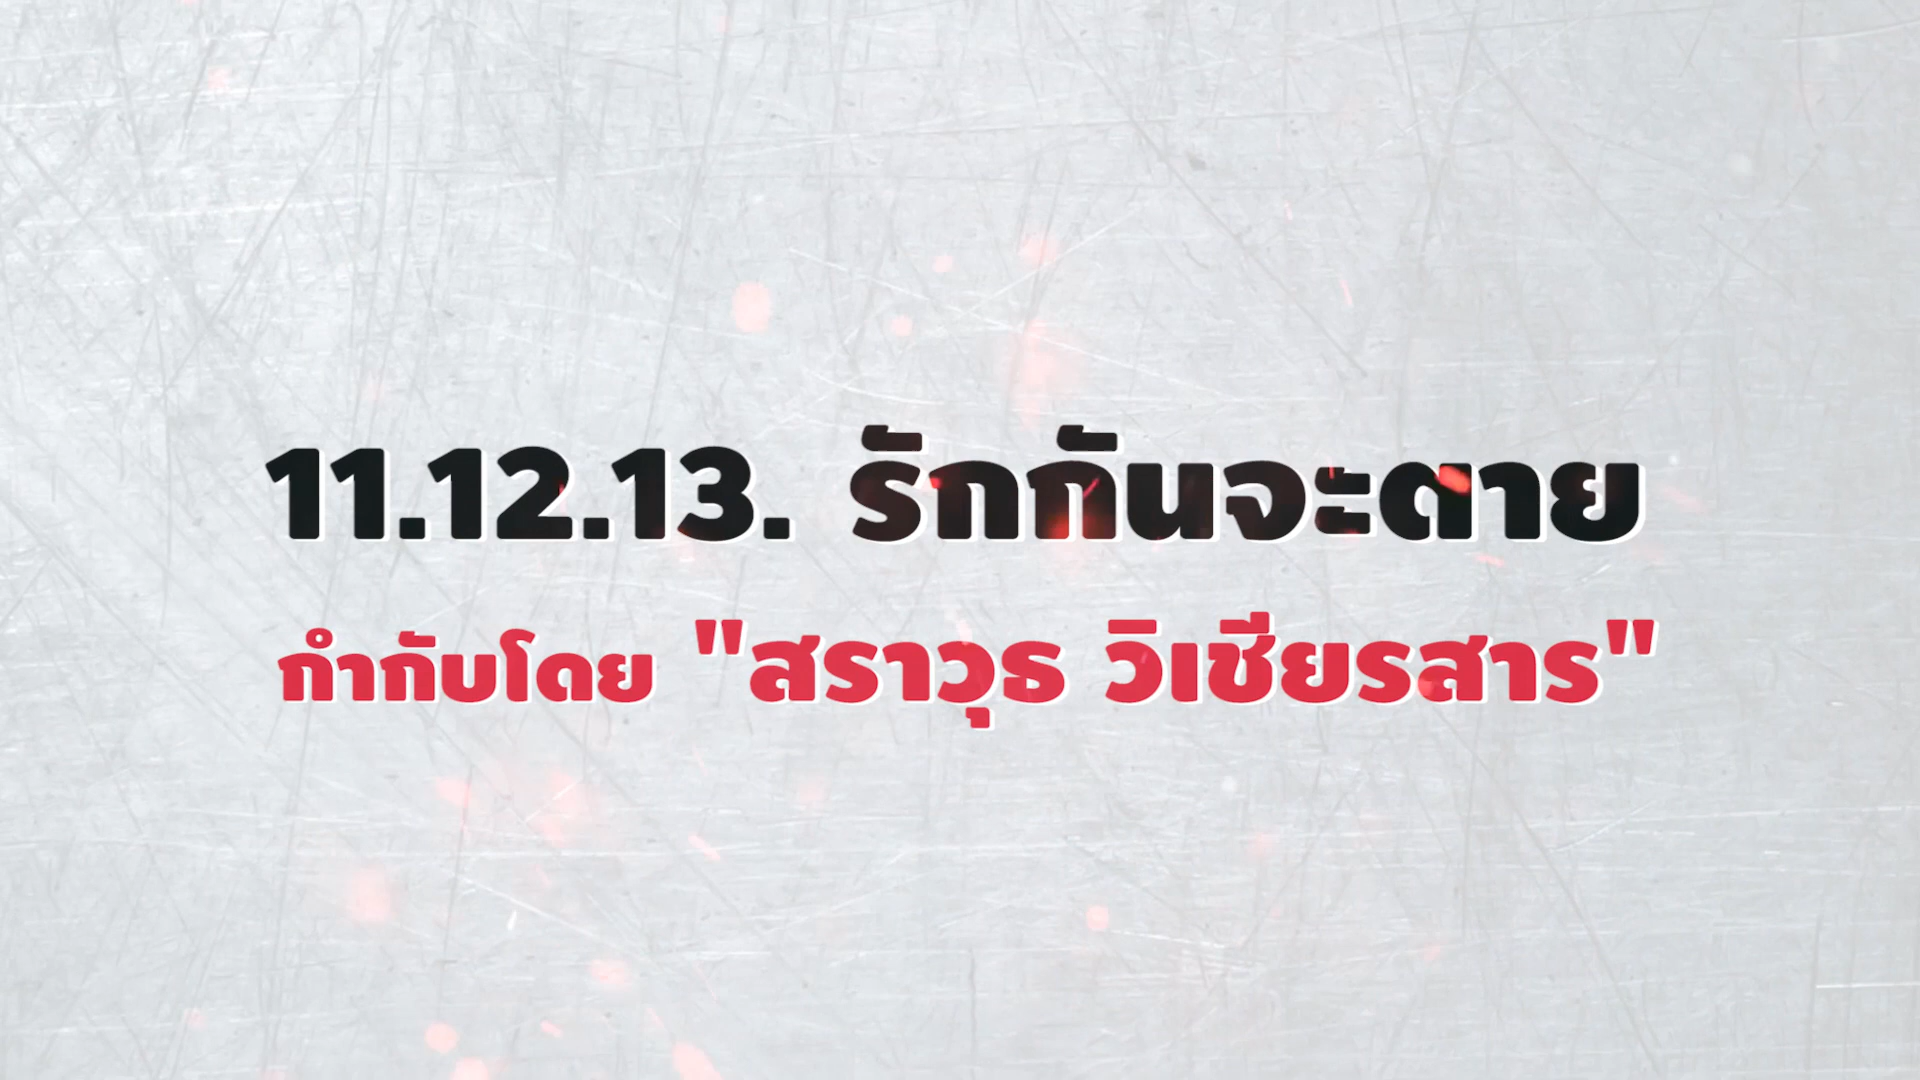 11.12.13. รักกันจะตาย
กำกับโดย "สราวุธ วิเชียรสาร"